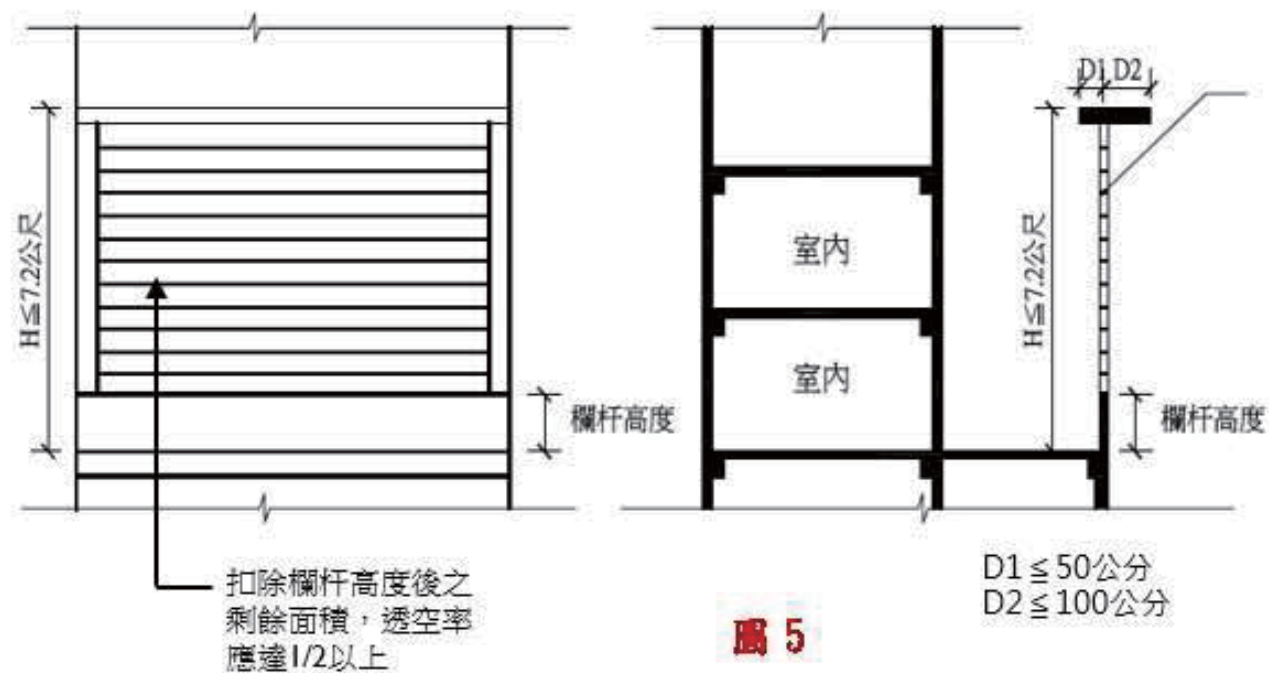 H≦7.2公尺
欄杆高度
扣除欄杆高度後之
剩餘面積，透空率
應達1/2以上
室內
室內
D1 D2
H≦7.2公尺
欄杆高度
D1≦50公分
D2≦100公分
圖 5